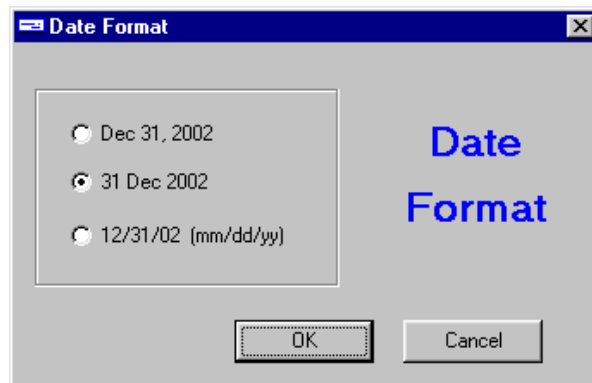 Date Format
Dec 31, 2002
31 Dec 2002
12/31/02 (mm/dd/yy)
Date
Format
OK
Cancel